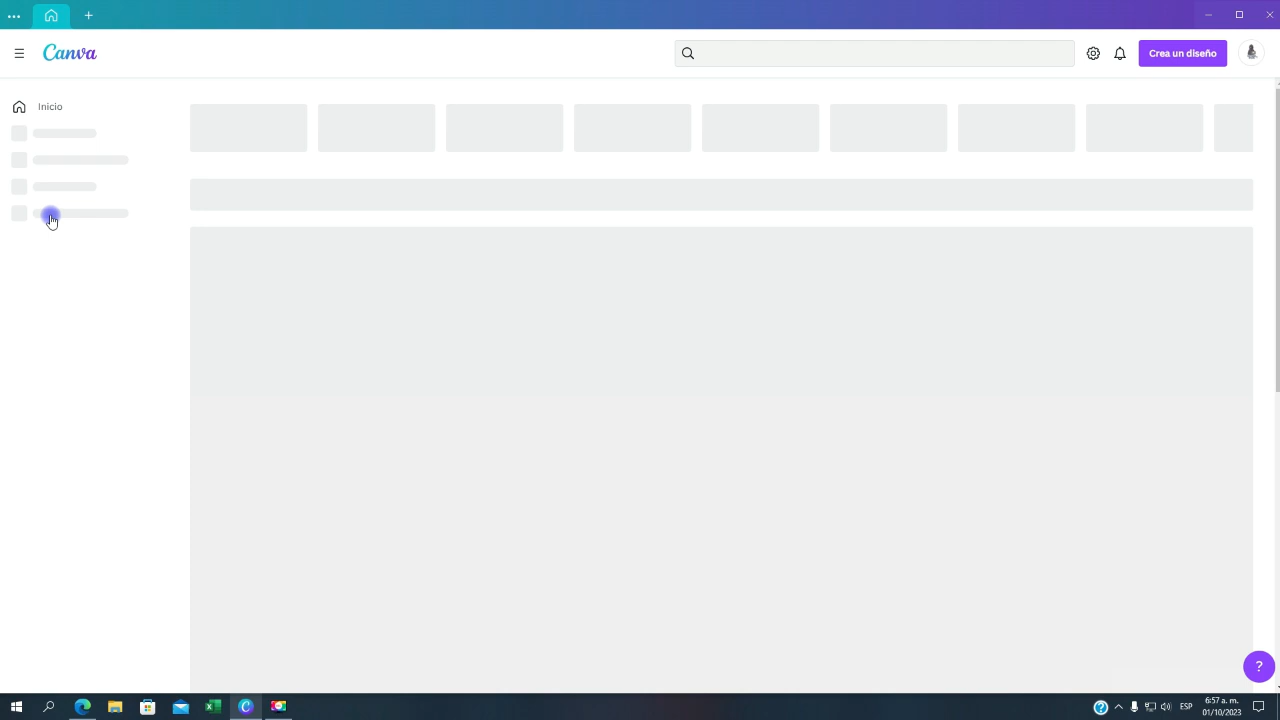 Canva
Crea un diseño
Inicio
?
ESP
6:57 a. m.
01/10/2023